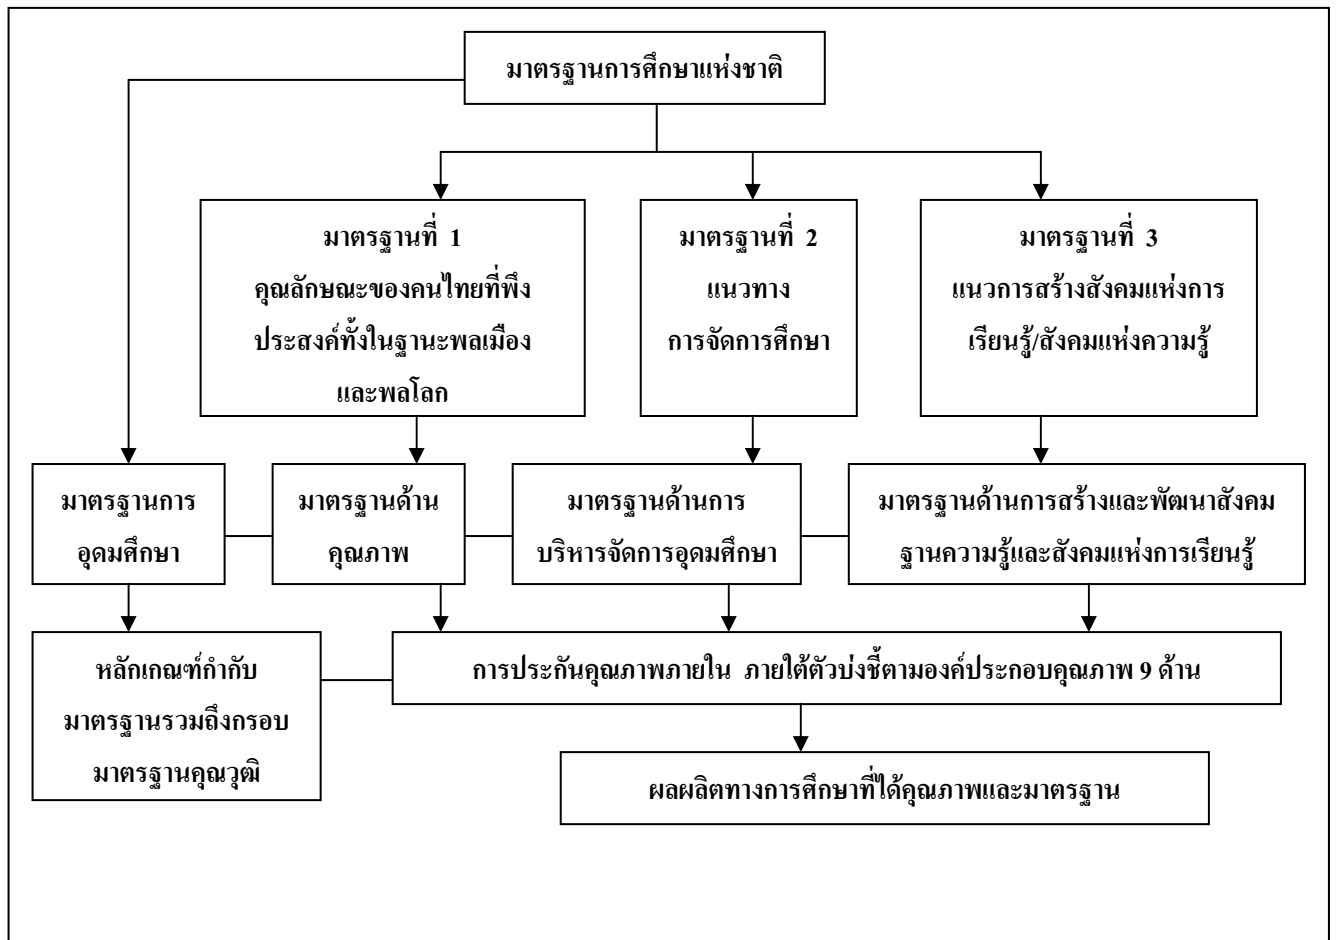 มาตรฐานการศึกษาแห่งชาติ
มาตรฐานที่ 1
คุณลักษณะของคนไทยที่พึง
ประสงค์ทั้งในฐานะพลเมือง
และพลโลก
มาตรฐานที่ 2
แนวทาง
การจัดการศึกษา
มาตรฐานที่ 3
แนวการสร้างสังคมแห่งการ
เรียนรู้/สังคมแห่งความรู้
มาตรฐานการ
อุดมศึกษา
มาตรฐานด้าน
คุณภาพ
มาตรฐานด้านการ
บริหารจัดการอุดมศึกษา
มาตรฐานด้านการสร้างและพัฒนาสังคม
ฐานความรู้และสังคมแห่งการเรียนรู้
หลักเกณฑ์กำกับ
มาตรฐานรวมถึงกรอบ
มาตรฐานคุณวุฒิ
การประกันคุณภาพภายใน ภายใต้ตัวบ่งชี้ตามองค์ประกอบคุณภาพ 9 ด้าน
ผลผลิตทางการศึกษาที่ได้คุณภาพและมาตรฐาน